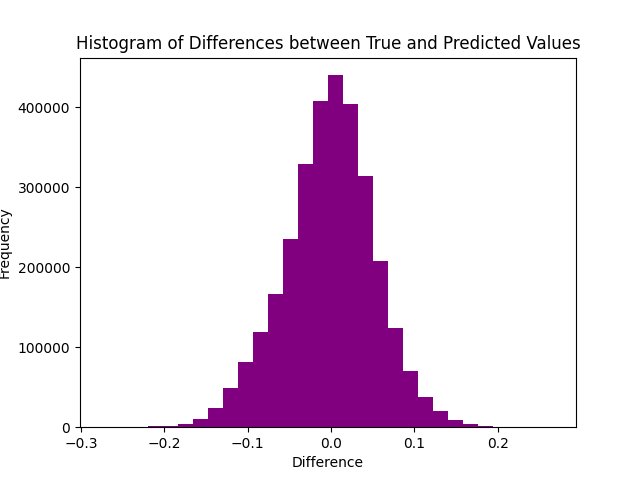 Histogram of Differences between True and Predicted Values
400000
300000
200000
100000
0
Frequency
−0.3 −0.2 −0.1 0.0 0.1 0.2
Difference